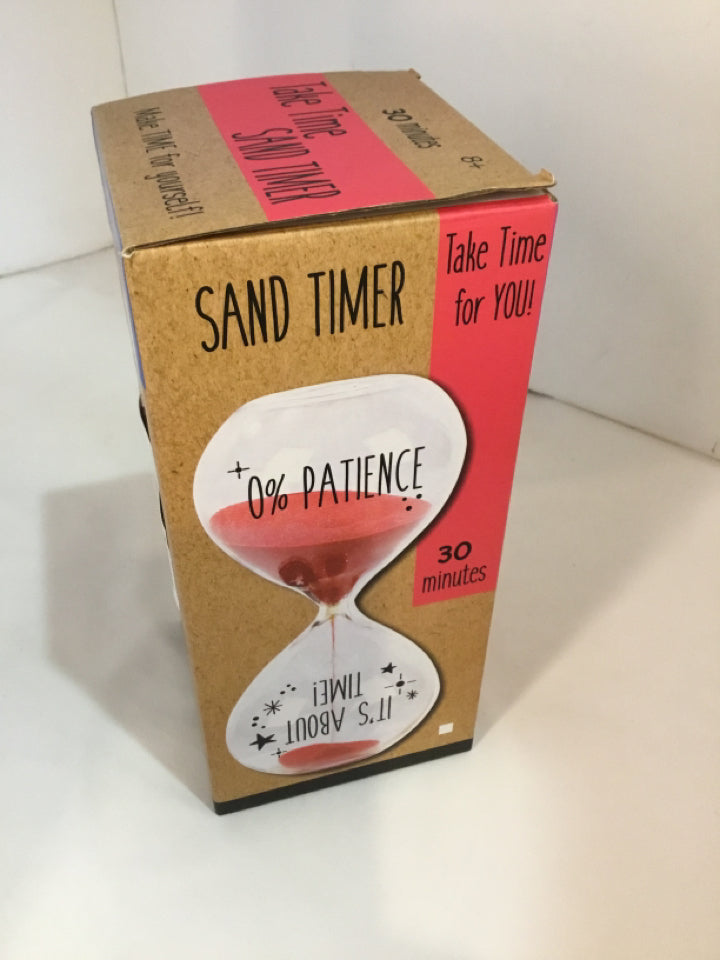 Make TIME for yourself!
Take Time
SAND TIMER
30 minutes
8+
SAND TIMER
Take Time
for YOU!
0% PATIENCE
30
minutes
IT'S ABOUT
TIME!